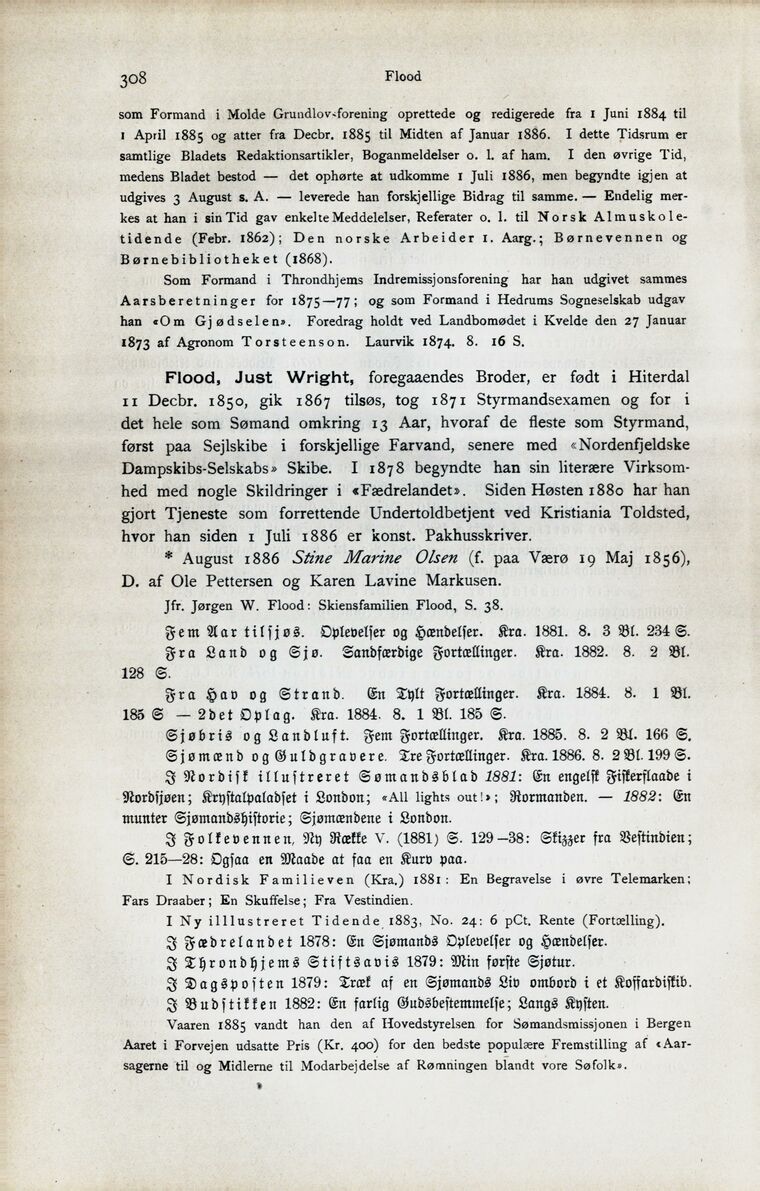 308 Flood
som Formand i Molde Grundlov-forening oprettede og redigerede fra 1 Juni 1884 til
1 April 1885 og atter fra Decbr. 1885 til Midten af Januar 1886. I dette Tidsrum er
samtlige Bladets Redaktionsartikler, Boganmeldelser o. l. af ham. I den øvrige Tid,
medens Bladet bestod — det ophørte at udkomme 1 Juli 1886, men begyndte igjen at
udgives 3 August s. A. — leverede han forskjellige Bidrag til samme. — Endelig mer-
kes at han i sin Tid gav enkelte Meddelelser, Referater o. l. til Norsk Almuskole-
tidende (Febr. 1862); Den norske Arbeider 1. Aarg.; Børnevennen og
Børnebibliotheket (1868).
Som Formand i Throndhjems Indremissjonsforening har han udgivet sammes
Aarsberetninger for 1875—77; og som Formand i Hedrums Sogneselskab udgav
han «Om Gjødselen». Foredrag holdt ved Landbomødet i Kvelde den 27 Januar
1873 af Agronom Torsteenson. Laurvik 1874. 8. 16 S.
Flood, Just Wright, foregaaendes Broder, er født i Hiterdal
11 Decbr. 1850, gik 1867 tilsøs, tog 1871 Styrmandsexamen og for i
det hele som Sømand omkring 13 Aar, hvoraf de fleste som Styrmand,
først paa Sejlskibe i forskjellige Farvand, senere med «Nordenfjeldske
Dampskibs-Selskabs» Skibe. I 1878 begyndte han sin literære Virksom-
hed med nogle Skildringer i «Fædrelandet». Siden Høsten 1880 har han
gjort Tjeneste som forrettende Undertoldbetjent ved Kristiania Toldsted,
hvor han siden 1 Juli 1886 er konst. Pakhusskriver.
* August 1886 Stine Marine Olsen (f. paa Værø 19 Maj 1856),
D. af Ole Pettersen og Karen Lavine Markusen.
Jfr. Jørgen W. Flood: Skiensfamilien Flood, S. 38.
Fem Aar tilsjøs. Oplevelser og Hændelser. Kra. 1881. 8. 3 Bl. 234 S.
Fra Land og Sjø. Sandfærdige Fortællinger. Kra. 1882. 8. 2 Bl.
128 S.
Fra Hav og Strand. En Tylt Fortællinger. Kra. 1884. 8. 1 Bl.
185 S — 2det Oplag. Kra. 1884. 8. 1 Bl. 185 S.
Sjøbris og Landluft. Fem Fortællinger. Kra. 1885. 8. 2 Bl. 166 S.
Sjømænd og Guldgravere. Tre Fortællinger. Kra. 1886. 8. 2 Bl. 199 S.
I Nordisk illustreret Sømandsblad 1881: En engelsk Fiskerflaade i
Nordsjøen; Krystalpaladset i London; «All lights out!»; Normanden. — 1882: En
munter Sjømandshistorie; Sjømændene i London.
I Folkevennen, Ny Række V. (1881) S. 129—38: Skizzer fra Vestindien;
S. 215—28: Ogsaa en Maade at faa en Kurv paa.
I Nordisk Familieven (Kra.) 1881: En Begravelse i øvre Telemarken;
Fars Draaber; En Skuffelse; Fra Vestindien.
I Ny illlustreret Tidende 1883, No. 24: 6 pCt. Rente (Fortælling).
I Fædrelandet 1878: En Sjømands Oplevelser og Hændelser.
I Throndhjems Stiftsavis 1879: Min første Sjøtur.
I Dagsposten 1879: Træk af en Sjømands Liv ombord i et Koffardiskib.
I Budstikken 1882: En farlig Gudsbestemmelse; Langs Kysten.
Vaaren 1885 vandt han den af Hovedstyrelsen for Sømandsmissjonen i Bergen
Aaret i Forvejen udsatte Pris (Kr. 400) for den bedste populære Fremstilling af «Aar-
sagerne til og Midlerne til Modarbejdelse af Rømningen blandt vore Søfolk».